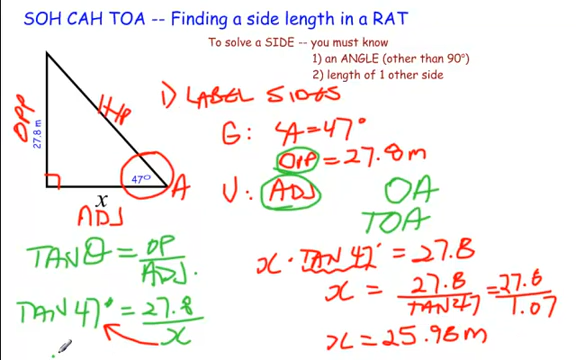 SOH CAH TOA -- Finding a side length in a RAT
To solve a SIDE -- you must know
1) an ANGLE (other than 90°)
2) length of 1 other side
1) LABEL SIDES
OPP
27.8 m
HYP
47°
A
x
ADJ
G: ∠A=47°
OPP = 27.8m
U: ADJ
OA
TOA
TAN θ = OP/ADJ.
TAN 47° = 27.8/x
x · TAN 47° = 27.8
x = 27.8/TAN 47 = 27.8/1.07
x = 25.98m